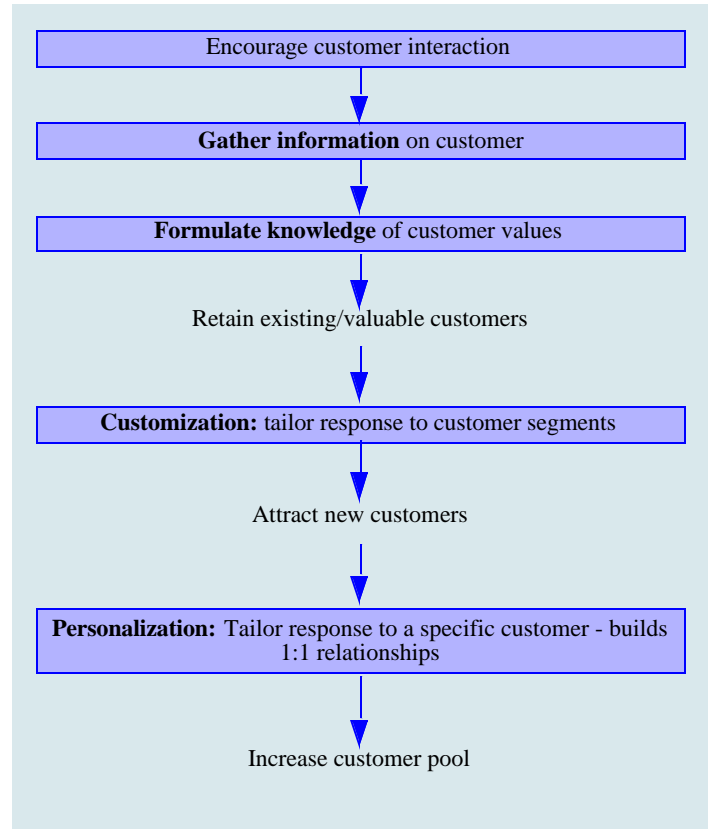 Encourage customer interaction
Gather information on customer
Formulate knowledge of customer values
Retain existing/valuable customers
Customization: tailor response to customer segments
Attract new customers
Personalization: Tailor response to a specific customer - builds
1:1 relationships
Increase customer pool